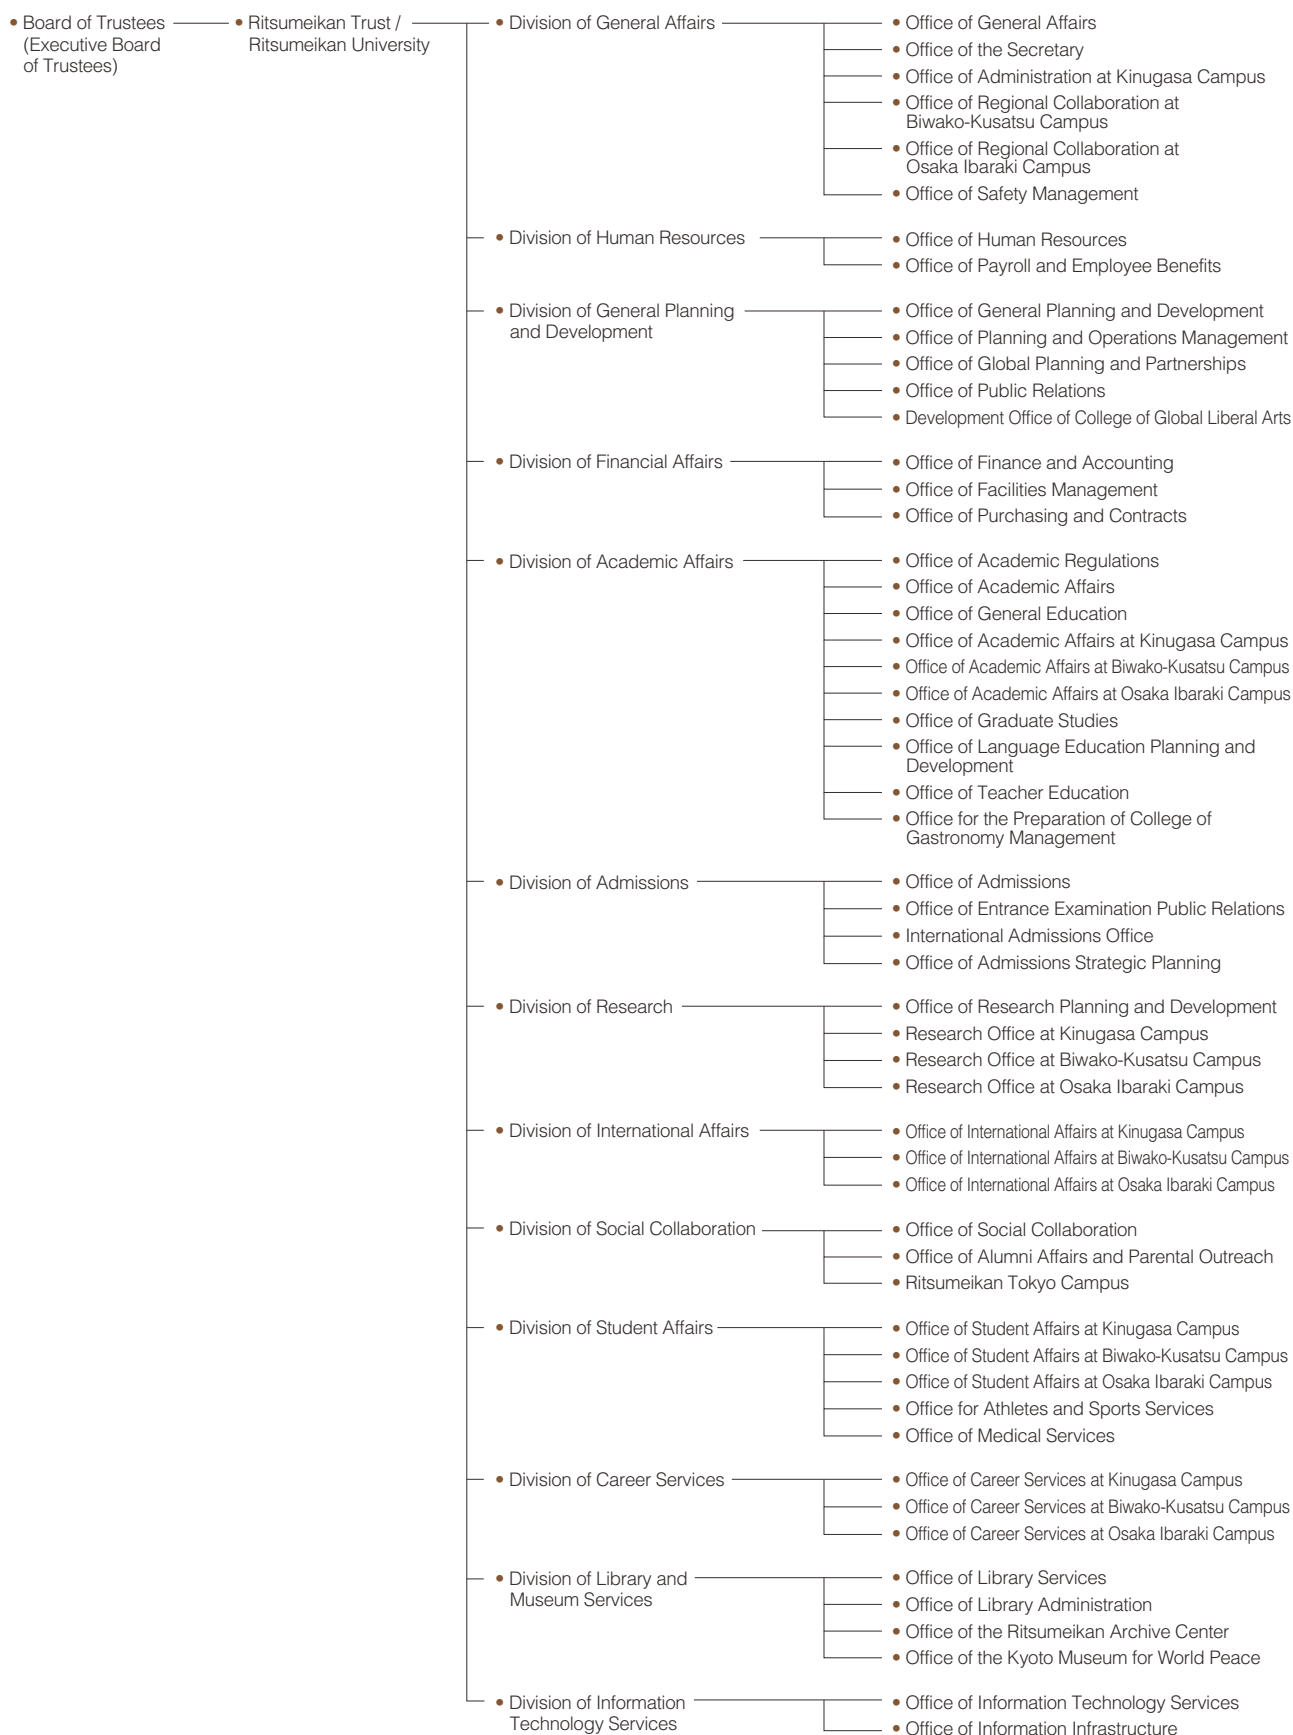 • Board of Trustees
(Executive Board
of Trustees)
• Ritsumeikan Trust /
Ritsumeikan University
• Division of General Affairs
• Office of General Affairs
• Office of the Secretary
• Office of Administration at Kinugasa Campus
• Office of Regional Collaboration at
Biwako-Kusatsu Campus
• Office of Regional Collaboration at
Osaka Ibaraki Campus
• Office of Safety Management
• Division of Human Resources
• Office of Human Resources
• Office of Payroll and Employee Benefits
• Division of General Planning
and Development
• Office of General Planning and Development
• Office of Planning and Operations Management
• Office of Global Planning and Partnerships
• Office of Public Relations
• Development Office of College of Global Liberal Arts
• Division of Financial Affairs
• Office of Finance and Accounting
• Office of Facilities Management
• Office of Purchasing and Contracts
• Division of Academic Affairs
• Office of Academic Regulations
• Office of Academic Affairs
• Office of General Education
• Office of Academic Affairs at Kinugasa Campus
• Office of Academic Affairs at Biwako-Kusatsu Campus
• Office of Academic Affairs at Osaka Ibaraki Campus
• Office of Graduate Studies
• Office of Language Education Planning and
Development
• Office of Teacher Education
• Office for the Preparation of College of
Gastronomy Management
• Division of Admissions
• Office of Admissions
• Office of Entrance Examination Public Relations
• International Admissions Office
• Office of Admissions Strategic Planning
• Division of Research
• Office of Research Planning and Development
• Research Office at Kinugasa Campus
• Research Office at Biwako-Kusatsu Campus
• Research Office at Osaka Ibaraki Campus
• Division of International Affairs
• Office of International Affairs at Kinugasa Campus
• Office of International Affairs at Biwako-Kusatsu Campus
• Office of International Affairs at Osaka Ibaraki Campus
• Division of Social Collaboration
• Office of Social Collaboration
• Office of Alumni Affairs and Parental Outreach
• Ritsumeikan Tokyo Campus
• Division of Student Affairs
• Office of Student Affairs at Kinugasa Campus
• Office of Student Affairs at Biwako-Kusatsu Campus
• Office of Student Affairs at Osaka Ibaraki Campus
• Office for Athletes and Sports Services
• Office of Medical Services
• Division of Career Services
• Office of Career Services at Kinugasa Campus
• Office of Career Services at Biwako-Kusatsu Campus
• Office of Career Services at Osaka Ibaraki Campus
• Division of Library and
Museum Services
• Office of Library Services
• Office of Library Administration
• Office of the Ritsumeikan Archive Center
• Office of the Kyoto Museum for World Peace
• Division of Information
Technology Services
• Office of Information Technology Services
• Office of Information Infrastructure